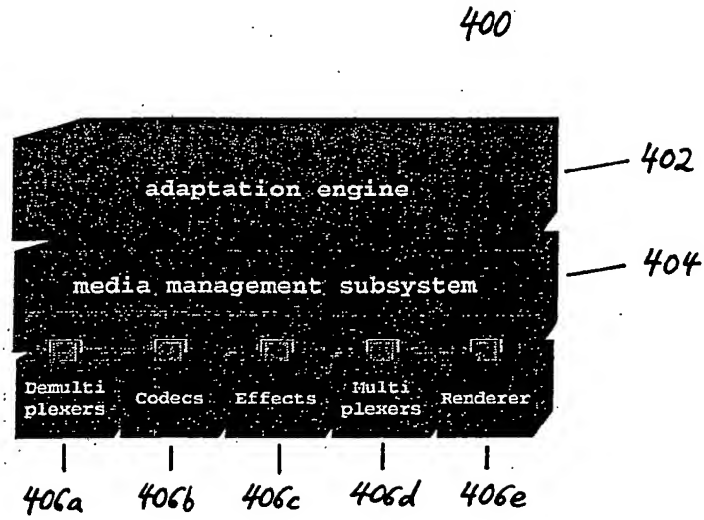 400
adaptation engine
402
media management subsystem
404
Demulti
plexers
Codecs
Effects
Multi
plexers
Renderer
406a
406b
406c
406d
406e